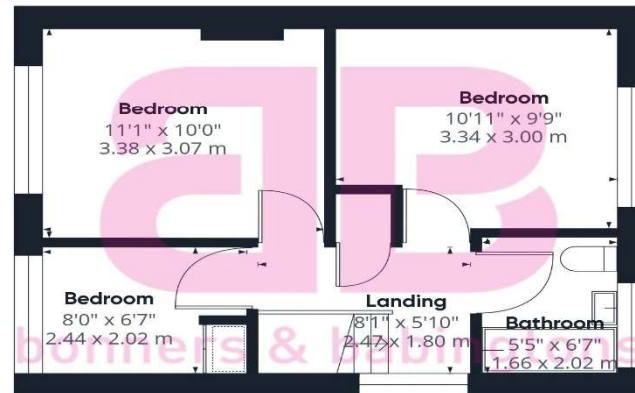 Bedroom
11'1" x 10'0"
3.38 x 3.07 m
Bedroom
10'11" x 9'9"
3.34 x 3.00 m
Bedroom
8'0" x 6'7"
2.44 x 2.02 m
Landing
8'1" x 5'10"
2.47 x 1.80 m
Bathroom
5'5" x 6'7"
1.66 x 2.02 m
bonners & babingtons